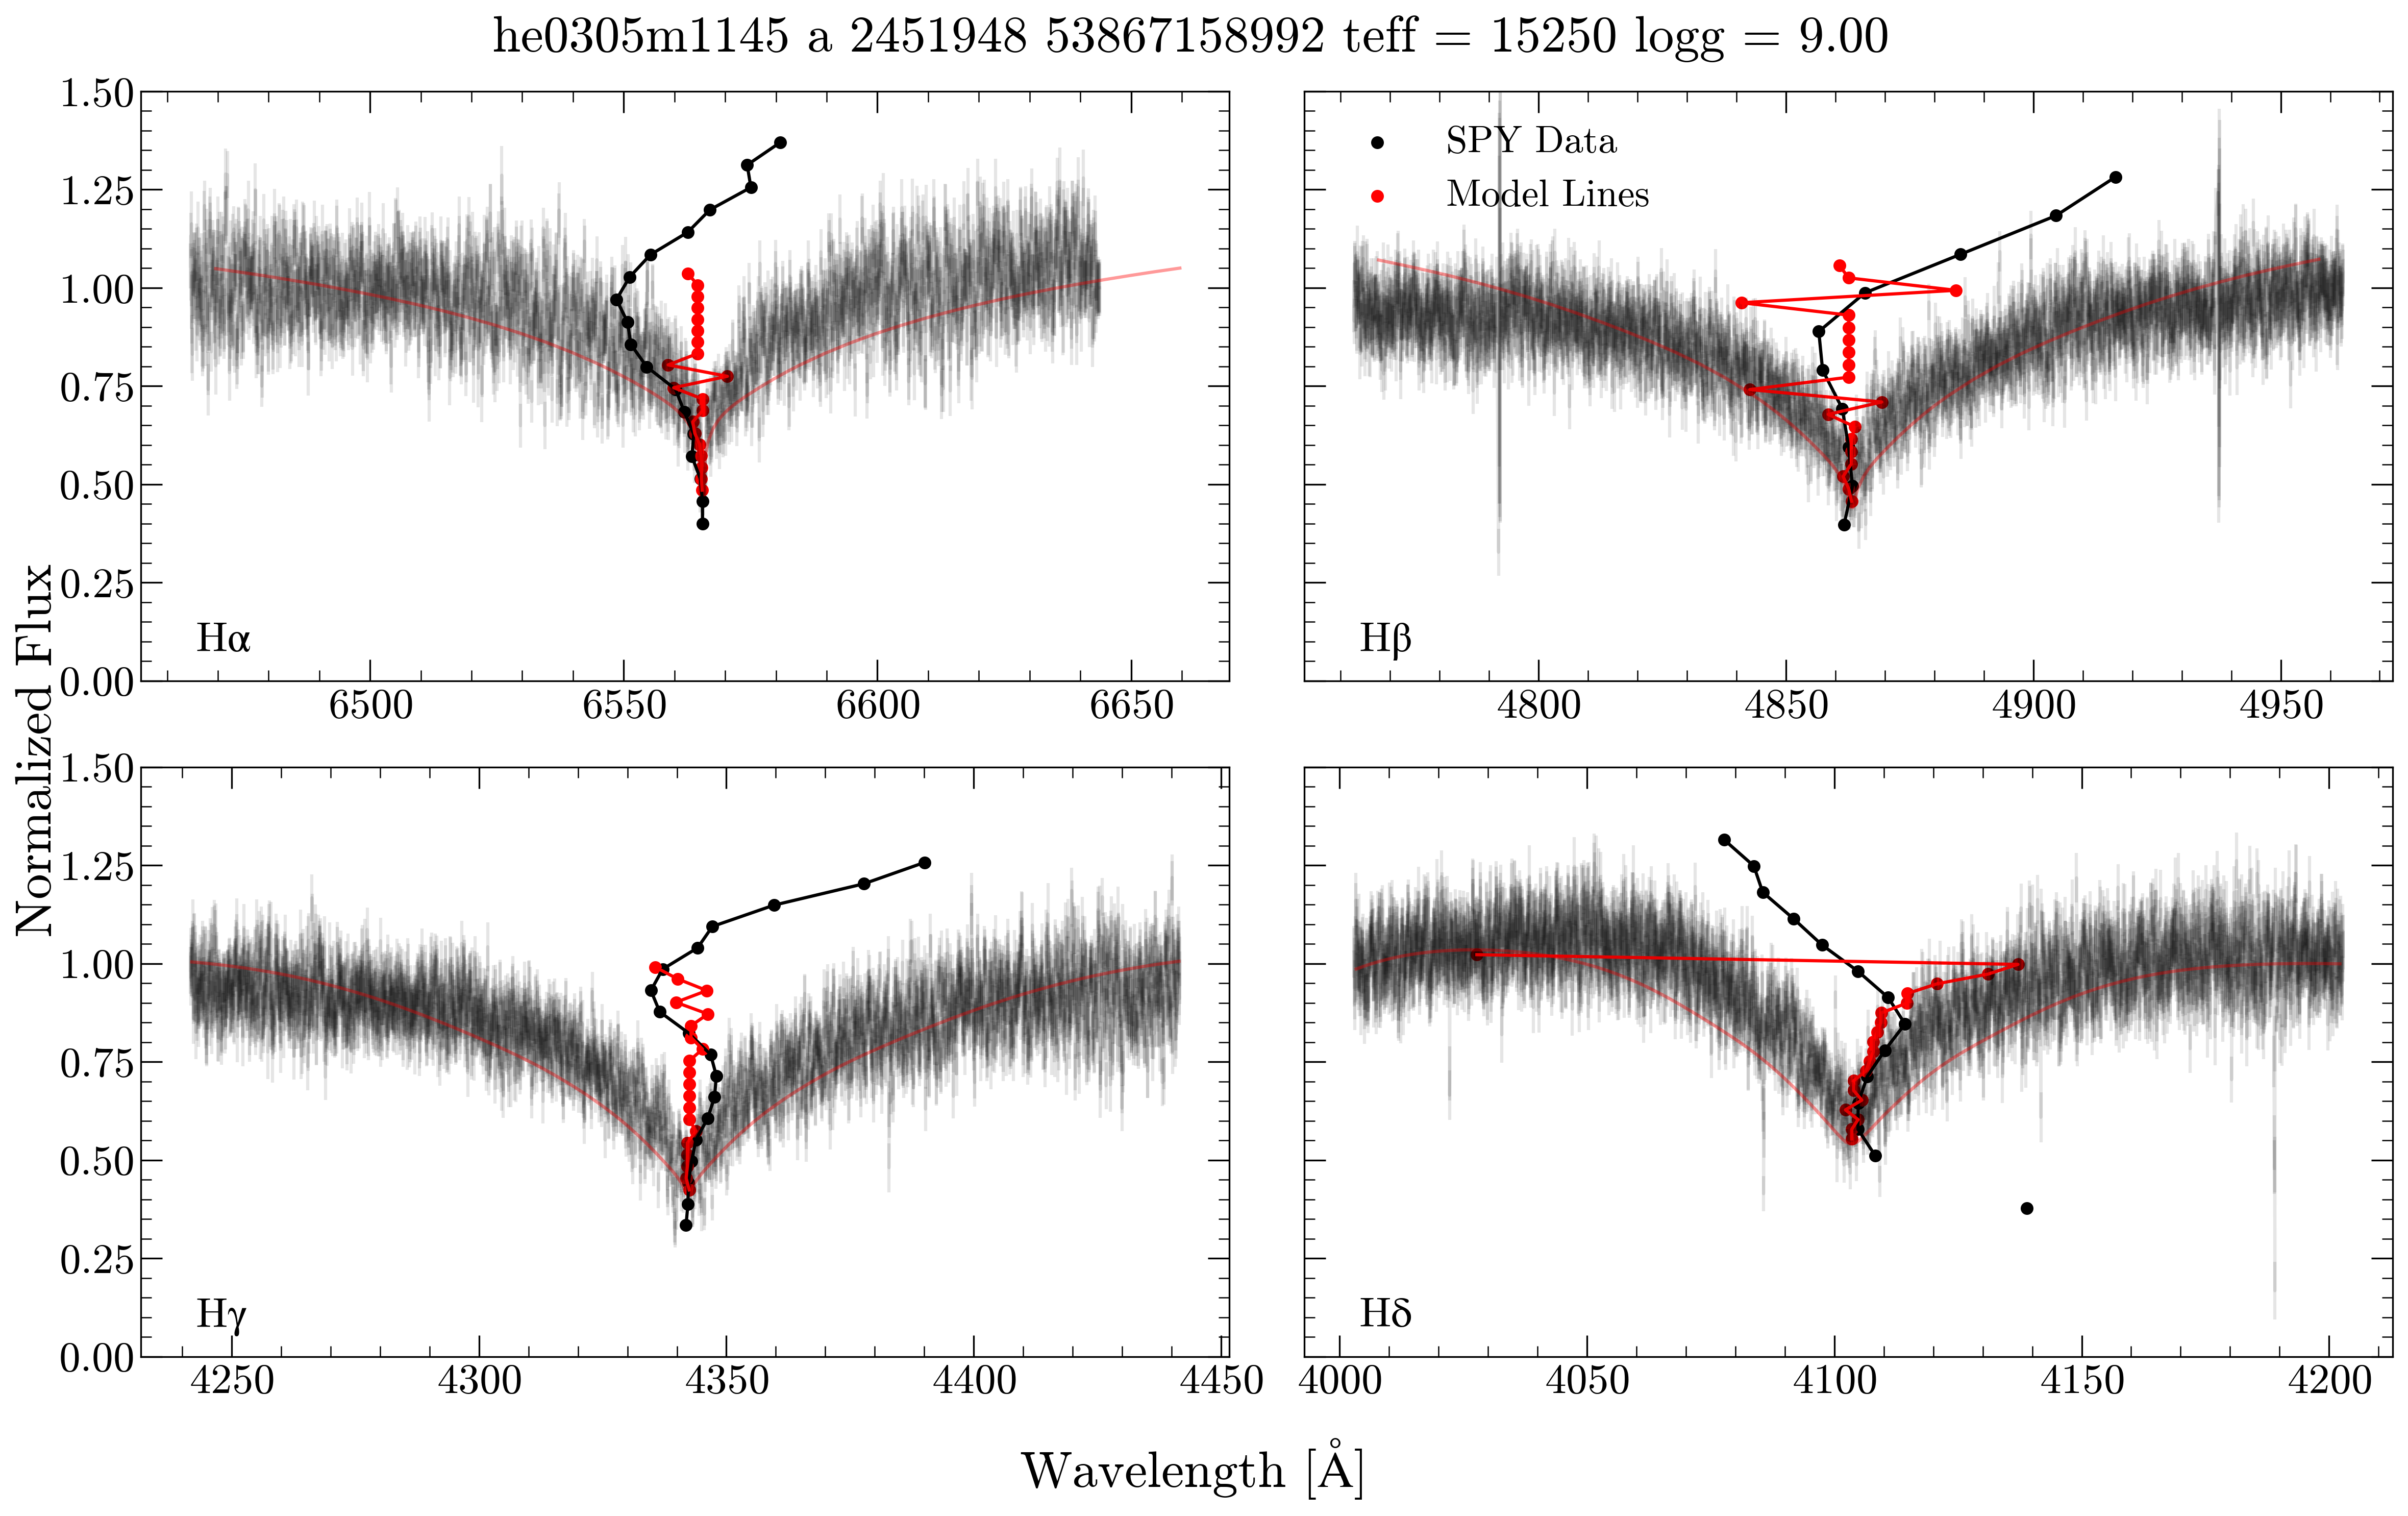 he0305m1145 a 2451948 53867158992 teff = 15250 logg = 9.00
Normalized Flux
1.50
1.25
1.00
0.75
0.50
0.25
0.00
Hα
6500 6550 6600 6650
SPY Data
Model Lines
Hβ
4800 4850 4900 4950
1.50
1.25
1.00
0.75
0.50
0.25
0.00
Hγ
4250 4300 4350 4400 4450
Hδ
4000 4050 4100 4150 4200
Wavelength [Å]